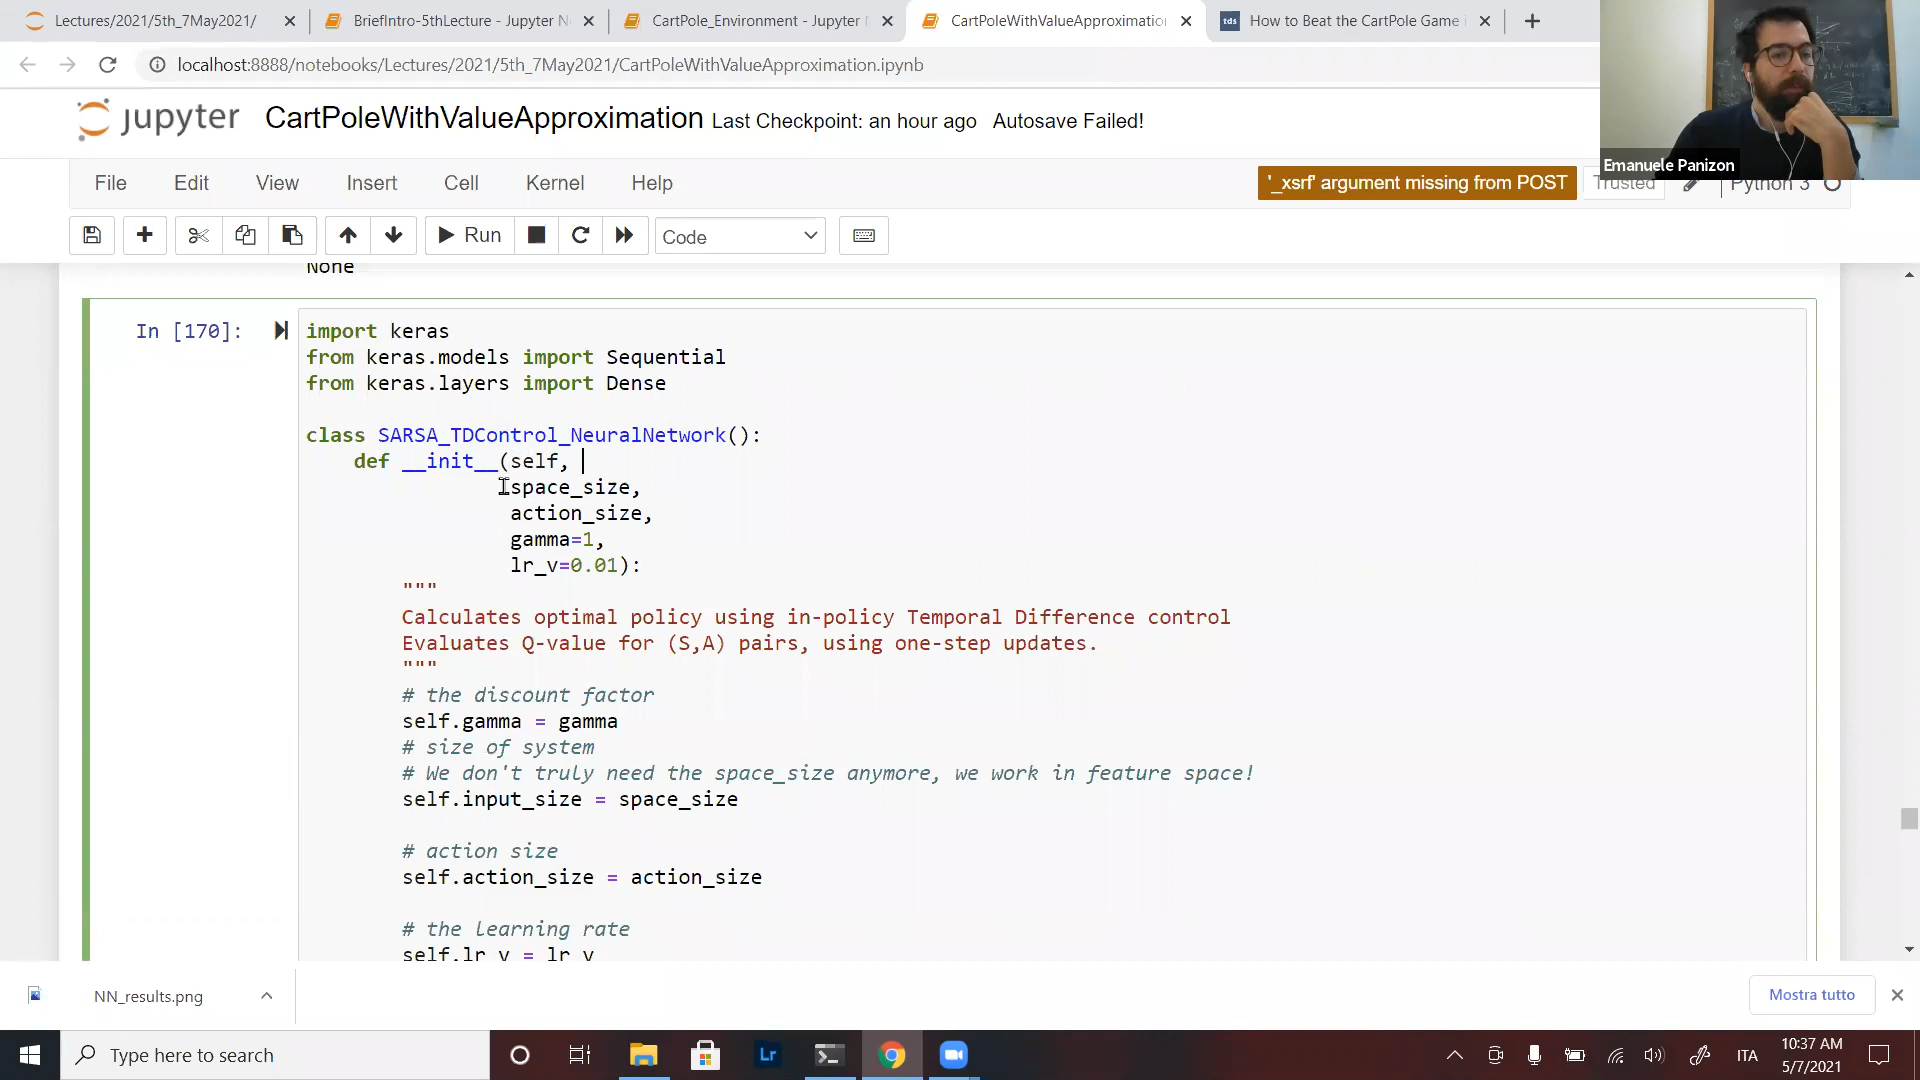 Lectures/2021/5th_7May2021/
BriefIntro-5thLecture - Jupyter N
CartPole_Environment - Jupyter
CartPoleWithValueApproximatio
tds How to Beat the CartPole Game
localhost:8888/notebooks/Lectures/2021/5th_7May2021/CartPoleWithValueApproximation.ipynb
jupyter CartPoleWithValueApproximation Last Checkpoint: an hour ago Autosave Failed!
Emanuele Panizon
File Edit View Insert Cell Kernel Help '_xsrf' argument missing from POST Trusted Python 3
Run Code
None
In [170]:
import keras
from keras.models import Sequential
from keras.layers import Dense
class SARSA_TDControl_NeuralNetwork():
def __init__(self,
space_size,
action_size,
gamma=1,
lr_v=0.01):
"""
Calculates optimal policy using in-policy Temporal Difference control
Evaluates Q-value for (S,A) pairs, using one-step updates.
"""
# the discount factor
self.gamma = gamma
# size of system
# We don't truly need the space_size anymore, we work in feature space!
self.input_size = space_size
# action size
self.action_size = action_size
# the learning rate
self.lr_v = lr_v
NN_results.png
Mostra tutto
Type here to search
Lr
ITA
10:37 AM
5/7/2021